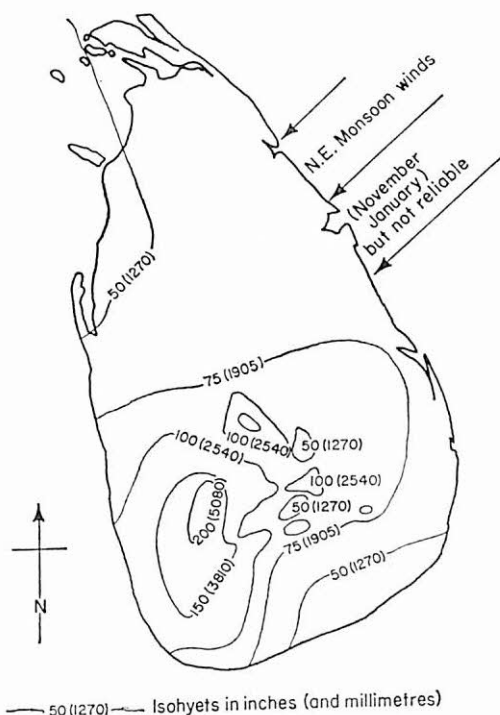 N.E. Monsoon winds
(November
January)
but not reliable
50 (1270)
75 (1905)
100 (2540)
100 (2540)
50 (1270)
100 (2540)
50 (1270)
200 (5080)
75 (1905)
150 (3810)
50 (1270)
N
50 (1270) Isohyets in inches (and millimetres)